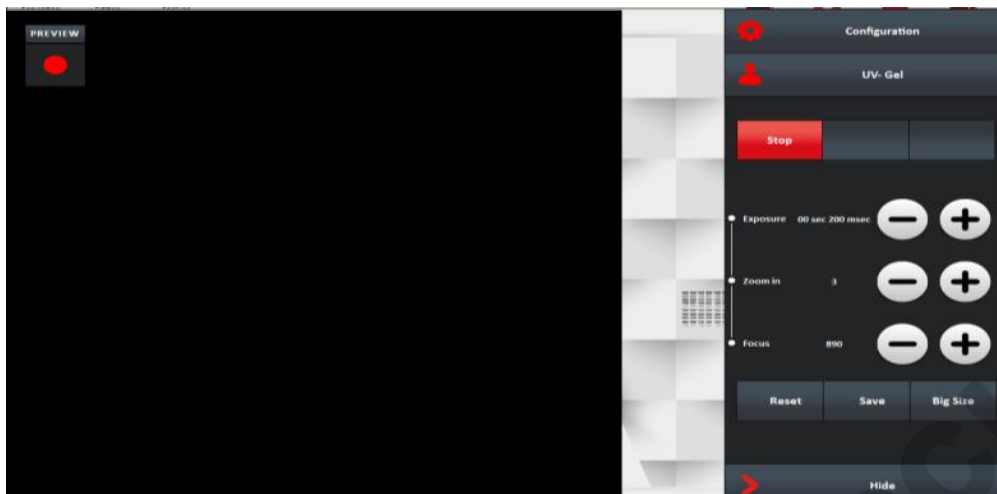 PREVIEW
Configuration
UV- Gel
Stop
Exposure 00 sec 200 msec
Zoom in 3
Focus 890
Reset Save Big Size
Hide